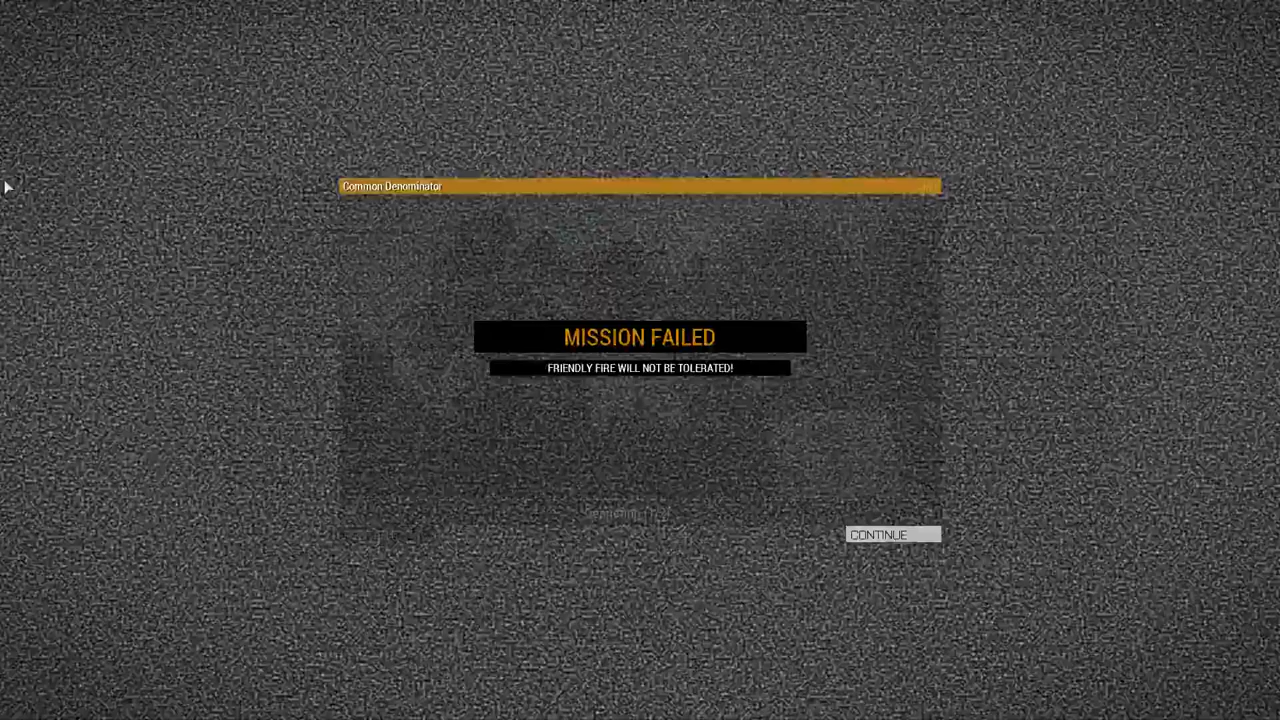 Common Denominator
MISSION FAILED
FRIENDLY FIRE WILL NOT BE TOLERATED!
CONTINUE